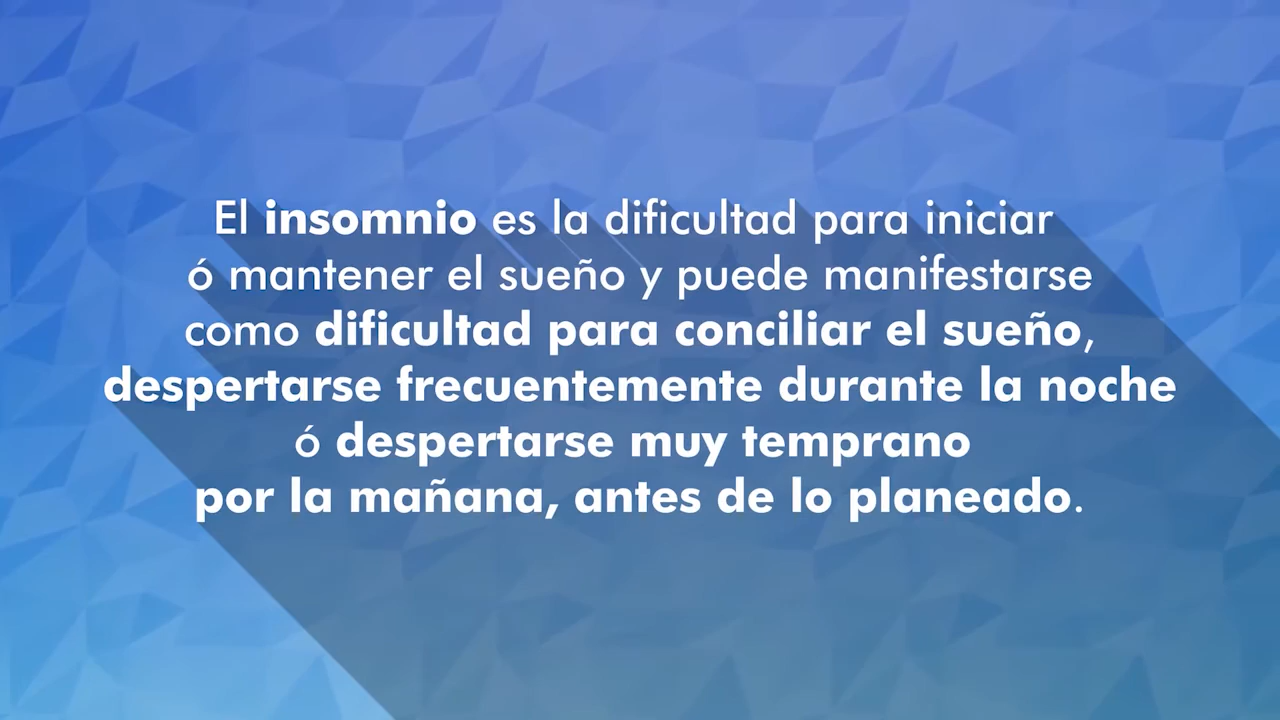 El insomnio es la dificultad para iniciar
ó mantener el sueño y puede manifestarse
como dificultad para conciliar el sueño,
despertarse frecuentemente durante la noche
ó despertarse muy temprano
por la mañana, antes de lo planeado.